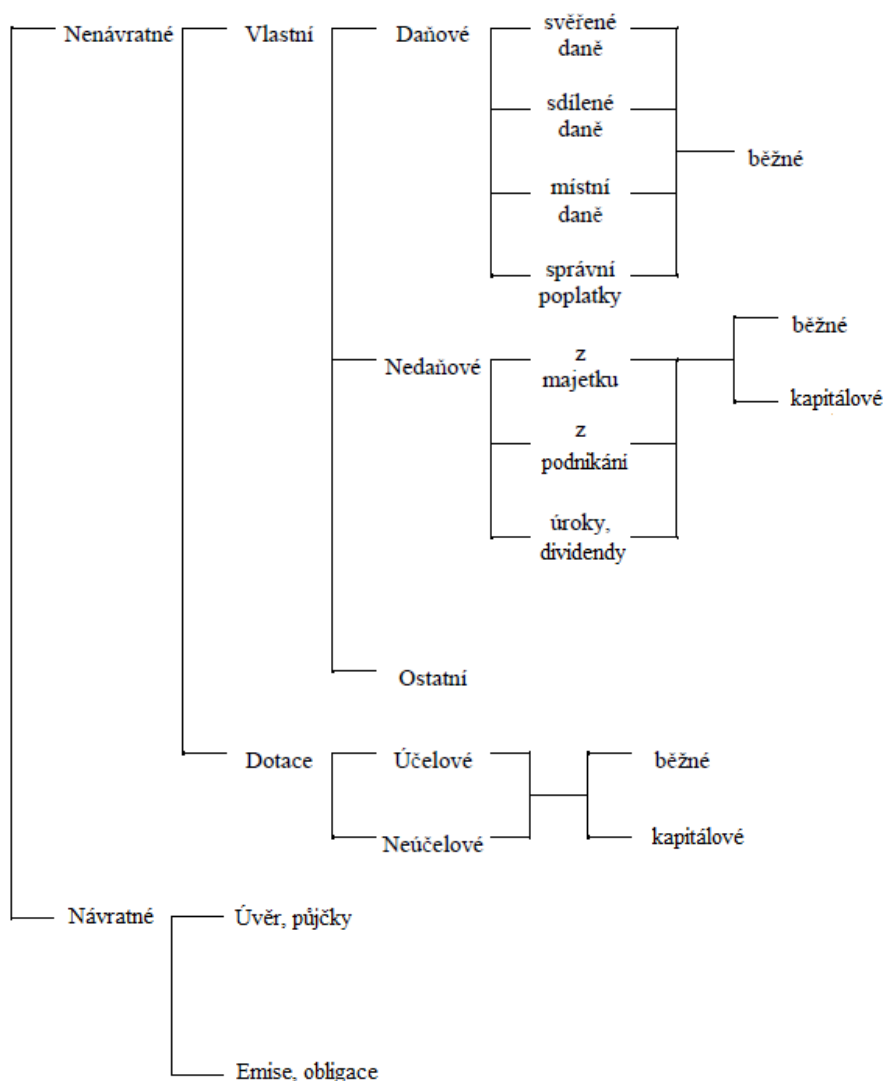 Nenávratné
Vlastní
Daňové
svěřené
daně
sdílené
daně
běžné
místní
daně
správní
poplatky
Nedaňové
z
majetku
běžné
kapitálové
z
podnikání
úroky,
dividendy
Ostatní
Dotace
Účelové
běžné
Neúčelové
kapitálové
Návratné
Úvěr, půjčky
Emise, obligace